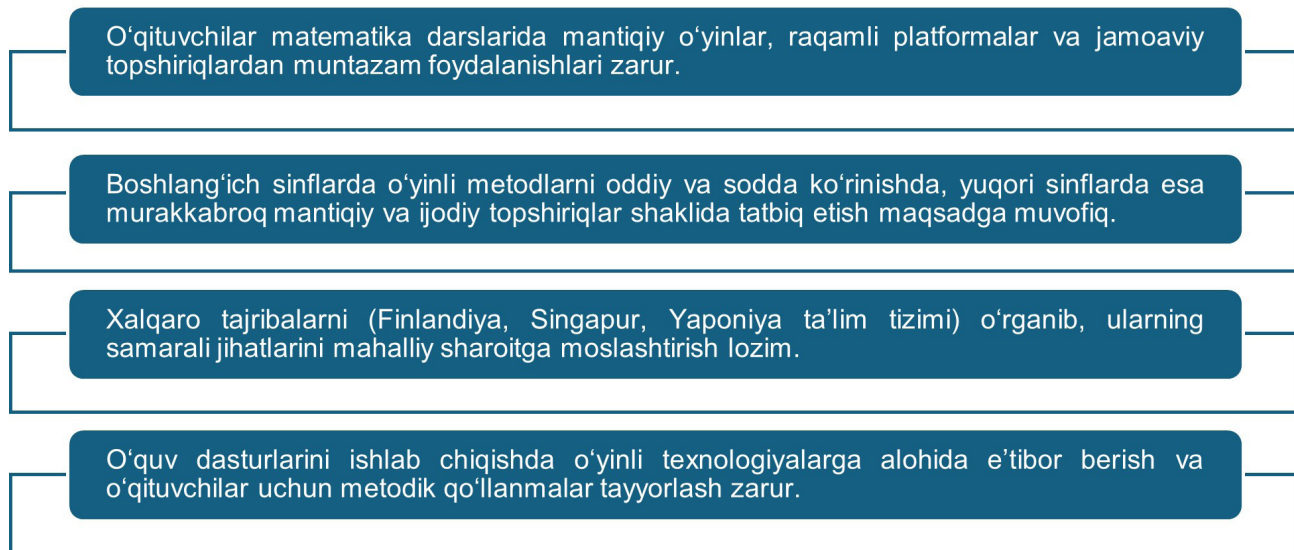 O‘qituvchilar matematika darslarida mantiqiy o‘yinlar, raqamli platformalar va jamoaviy
topshiriqlardan muntazam foydalanishlari zarur.
Boshlang‘ich sinflarda o‘yinli metodlarni oddiy va sodda ko‘rinishda, yuqori sinflarda esa
murakkabroq mantiqiy va ijodiy topshiriqlar shaklida tatbiq etish maqsadga muvofiq.
Xalqaro tajribalarni (Finlandiya, Singapur, Yaponiya ta’lim tizimi) o‘rganib, ularning
samarali jihatlarini mahalliy sharoitga moslashtirish lozim.
O‘quv dasturlarini ishlab chiqishda o‘yinli texnologiyalarga alohida e’tibor berish va
o‘qituvchilar uchun metodik qo‘llanmalar tayyorlash zarur.